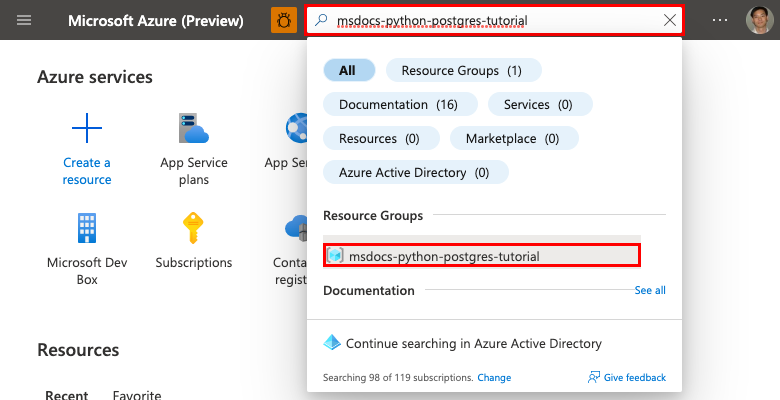 Microsoft Azure (Preview)
msdocs-python-postgres-tutorial
Azure services
Create a
resource
App Service
plans
App Ser
Microsoft Dev
Box
Subscriptions
Conta
regist
Resources
Recent Favorite
All Resource Groups (1)
Documentation (16) Services (0)
Resources (0) Marketplace (0)
Azure Active Directory (0)
Resource Groups
msdocs-python-postgres-tutorial
Documentation See all
Continue searching in Azure Active Directory
Searching 98 of 119 subscriptions. Change Give feedback